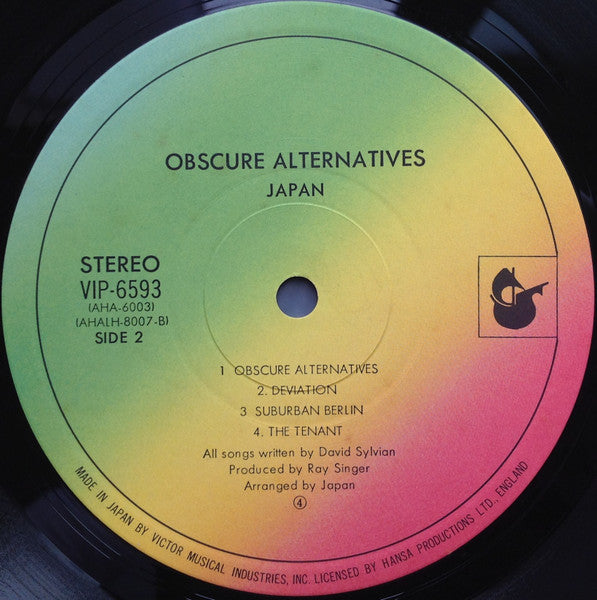 OBSCURE ALTERNATIVES
JAPAN
STEREO
VIP-6593
(AHA-6003)
(AHALH-8007-B)
SIDE 2
1 OBSCURE ALTERNATIVES
2. DEVIATION
3 SUBURBAN BERLIN
4. THE TENANT
All songs written by David Sylvian
Produced by Ray Singer
Arranged by Japan
④
MADE IN JAPAN BY VICTOR MUSICAL INDUSTRIES, INC. LICENSED BY HANSA PRODUCTIONS LTD., ENGLAND